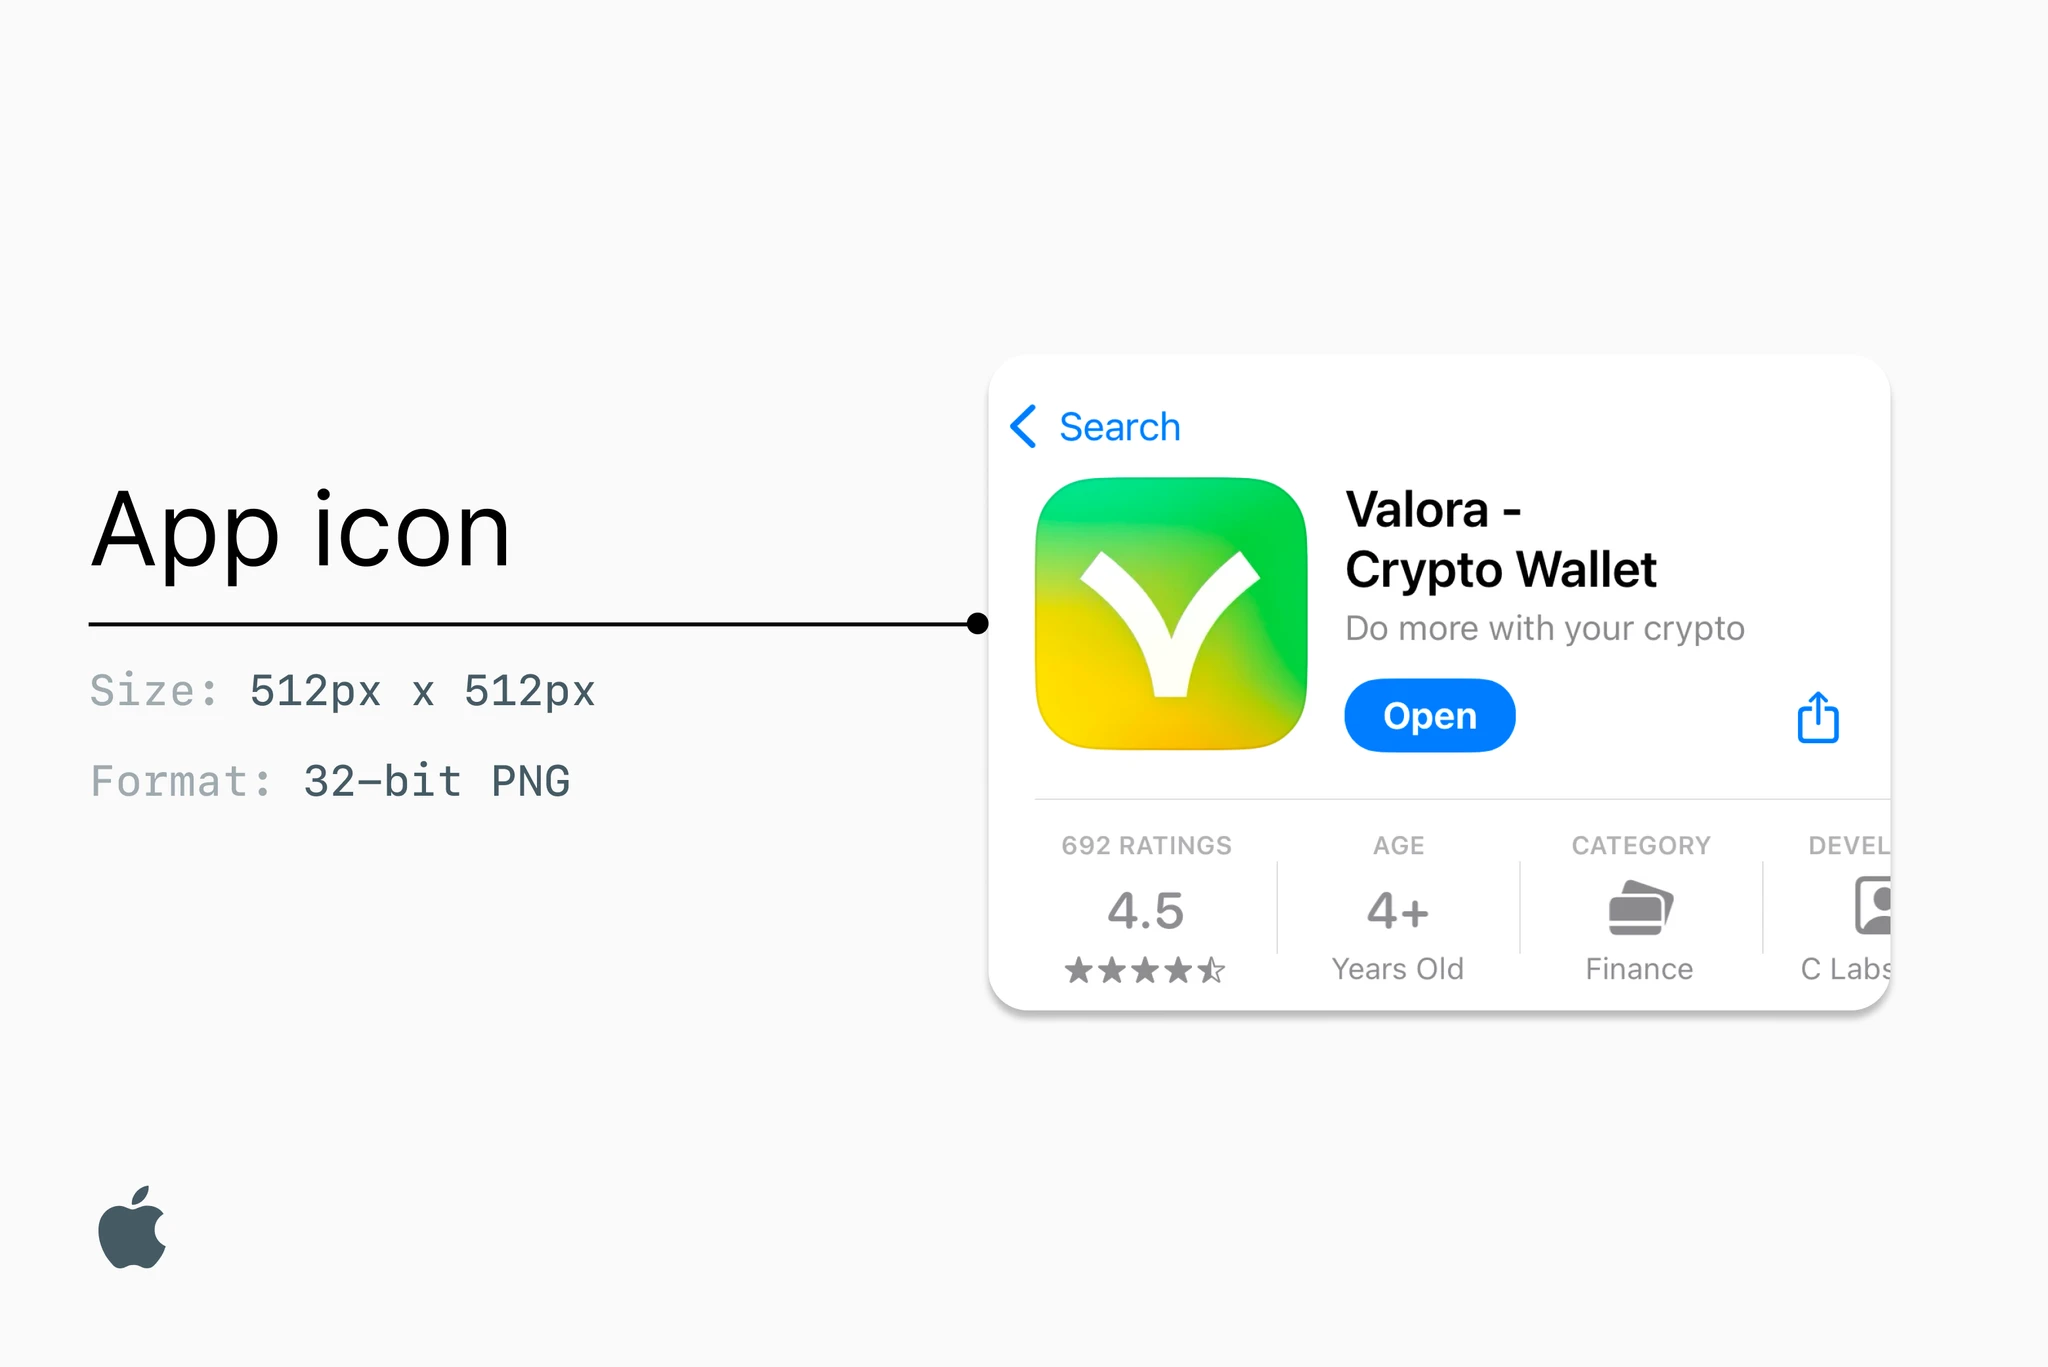 App icon
Size: 512px x 512px
Format: 32-bit PNG
Search
Valora -
Crypto Wallet
Do more with your crypto
Open
692 RATINGS
4.5
AGE
4+
Years Old
CATEGORY
Finance
DEVEL
C Labs